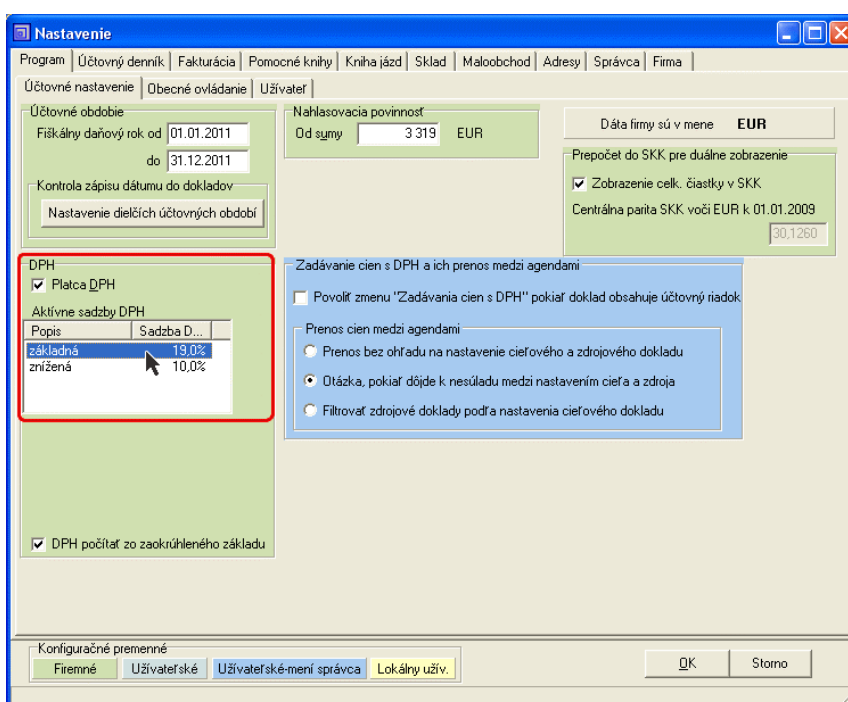 Nastavenie
Program Účtovný denník Fakturácia Pomocné knihy Kniha jázd Sklad Maloobchod Adresy Správca Firma
Účtovné nastavenie Obecné ovládanie Užívateľ
Účtovné obdobie
Fiškálny daňový rok od 01.01.2011
do 31.12.2011
Kontrola zápisu dátumu do dokladov
Nastavenie dielčích účtovných období
Nahlasovacia povinnosť
Od sumy 3 319 EUR
Dáta firmy sú v mene EUR
Prepočet do SKK pre duálne zobrazenie
Zobrazenie celk. čiastky v SKK
Centrálna parita SKK voči EUR k 01.01.2009
30,1260
DPH
Platca DPH
Aktívne sadzby DPH
Popis Sadzba D...
základná 19,0%
znížená 10,0%
DPH počítať zo zaokrúhleného základu
Zadávanie cien s DPH a ich prenos medzi agendami
Povoliť zmenu "Zadávania cien s DPH" pokiaľ doklad obsahuje účtovný riadok
Prenos cien medzi agendami
Prenos bez ohľadu na nastavenie cieľového a zdrojového dokladu
Otázka, pokiaľ dôjde k nesúladu medzi nastavením cieľa a zdroja
Filtrovať zdrojové doklady podľa nastavenia cieľového dokladu
Konfiguračné premenné
Firemné Užívateľské Užívateľské-mení správca Lokálny užív.
OK Storno